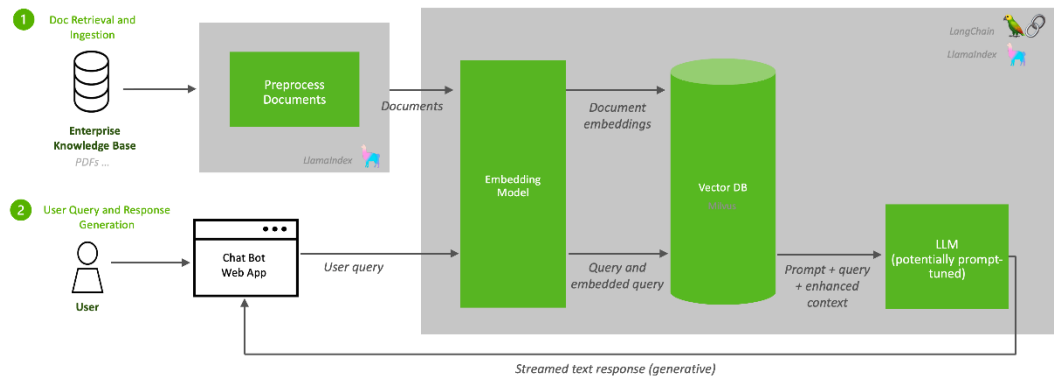 1
Doc Retrieval and
Ingestion
Enterprise
Knowledge Base
PDFs ...
Preprocess
Documents
LlamaIndex
Documents
LangChain
LlamaIndex
Embedding
Model
Document
embeddings
Vector DB
2
User Query and Response
Generation
User
Chat Bot
Web App
User query
Query and
embedded query
Prompt + query
+ enhanced
context
LLM
(potentially prompt-
tuned)
Streamed text response (generative)